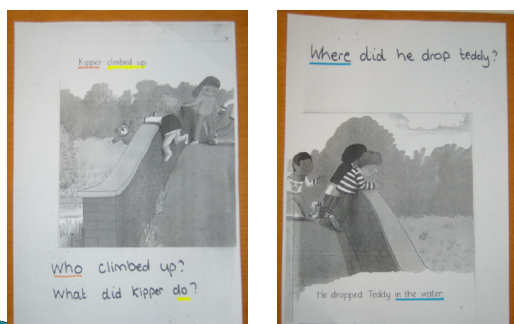 Kipper climbed up.
Who climbed up?
What did kipper do?
Where did he drop teddy?
He dropped Teddy in the water.